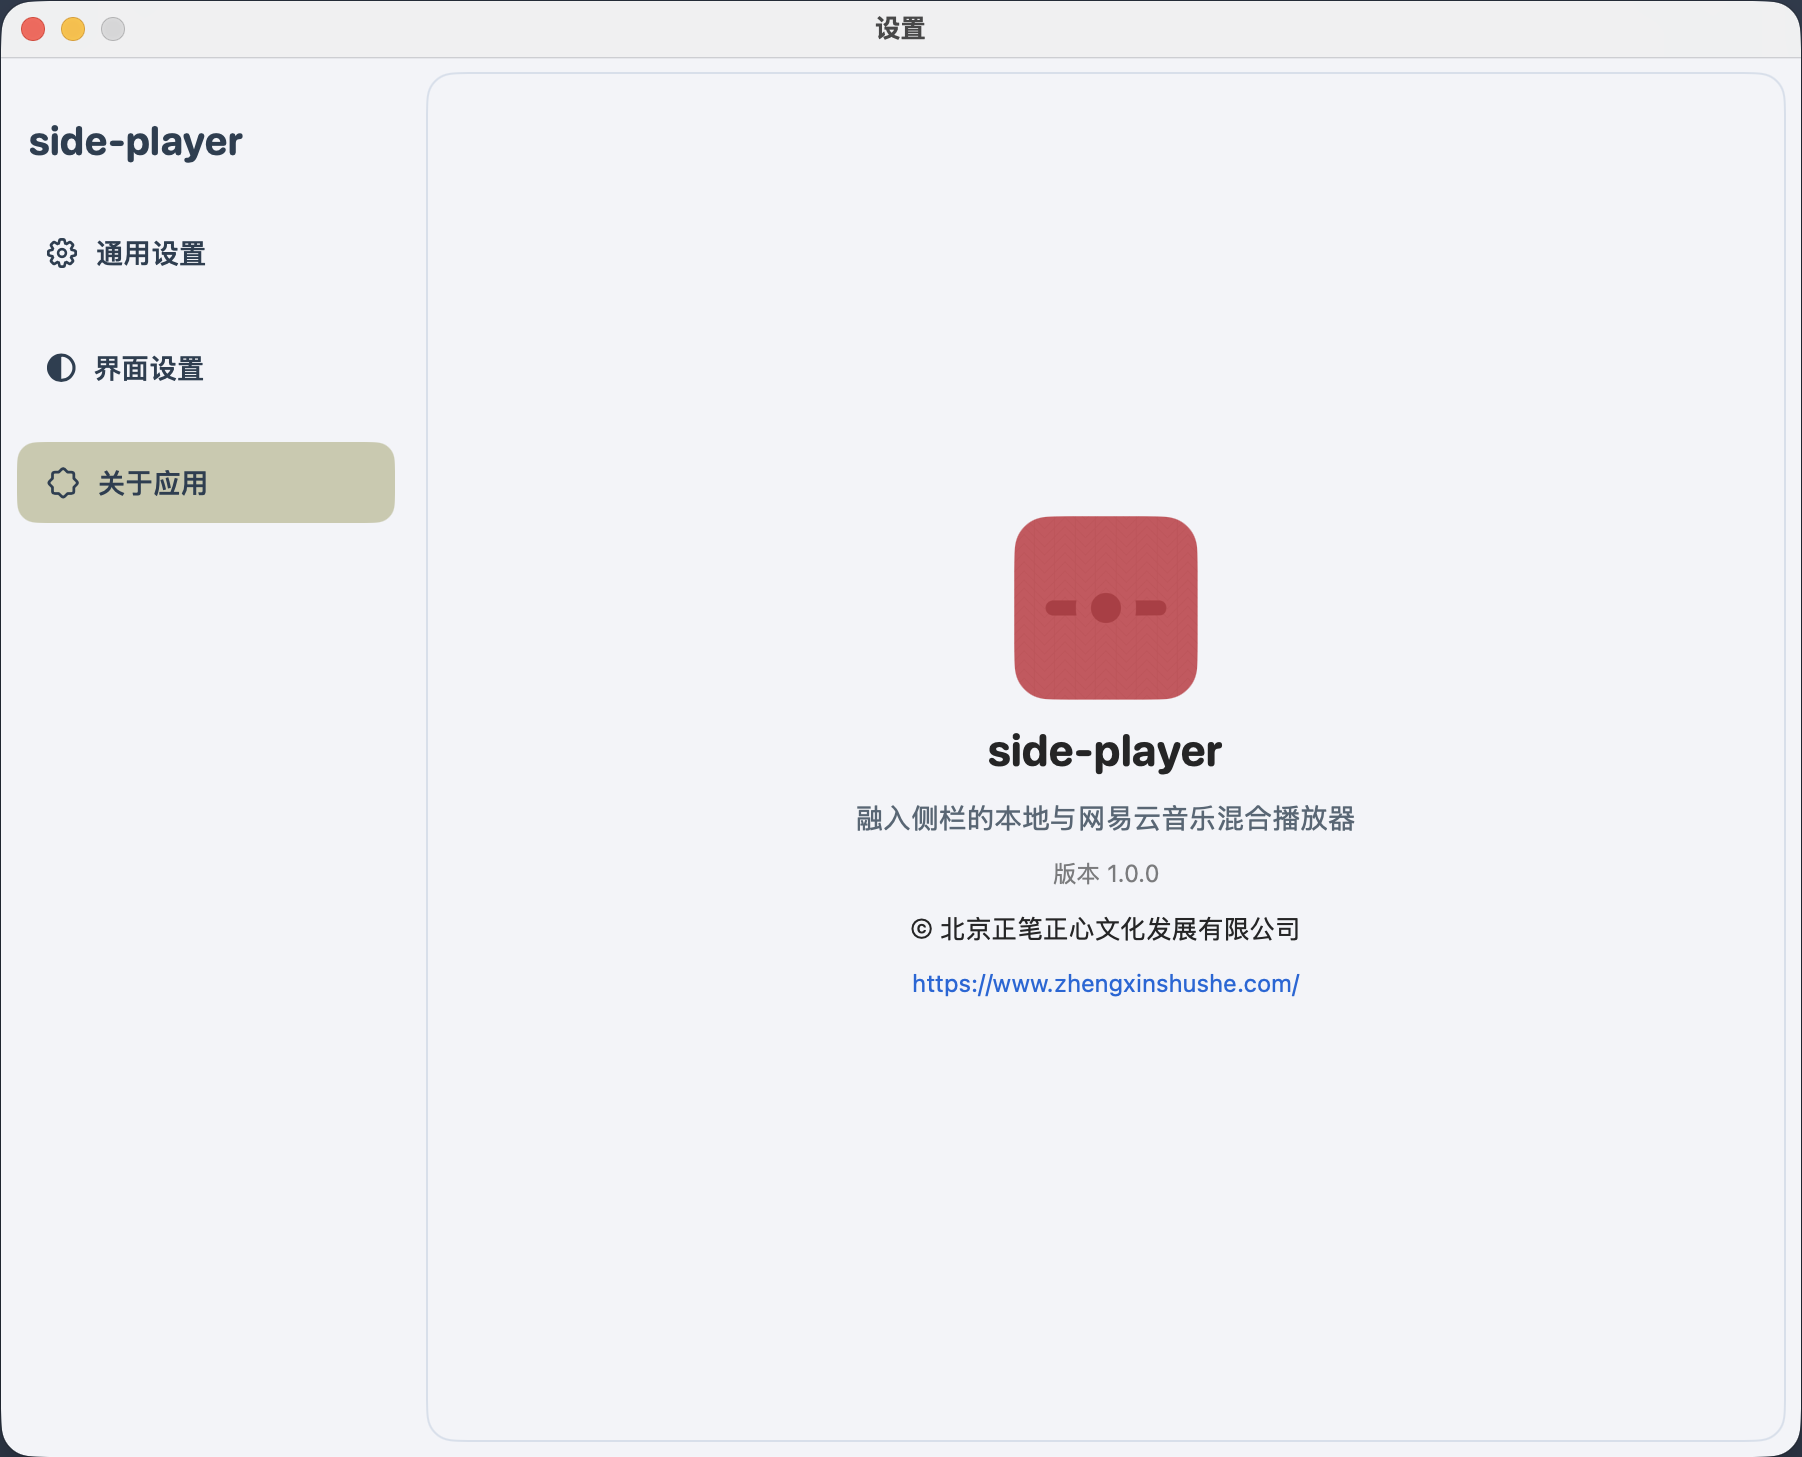 设置
side-player
通用设置
界面设置
关于应用
side-player
融入侧栏的本地与网易云音乐混合播放器
版本 1.0.0
© 北京正笔正心文化发展有限公司
https://www.zhengxinshushe.com/